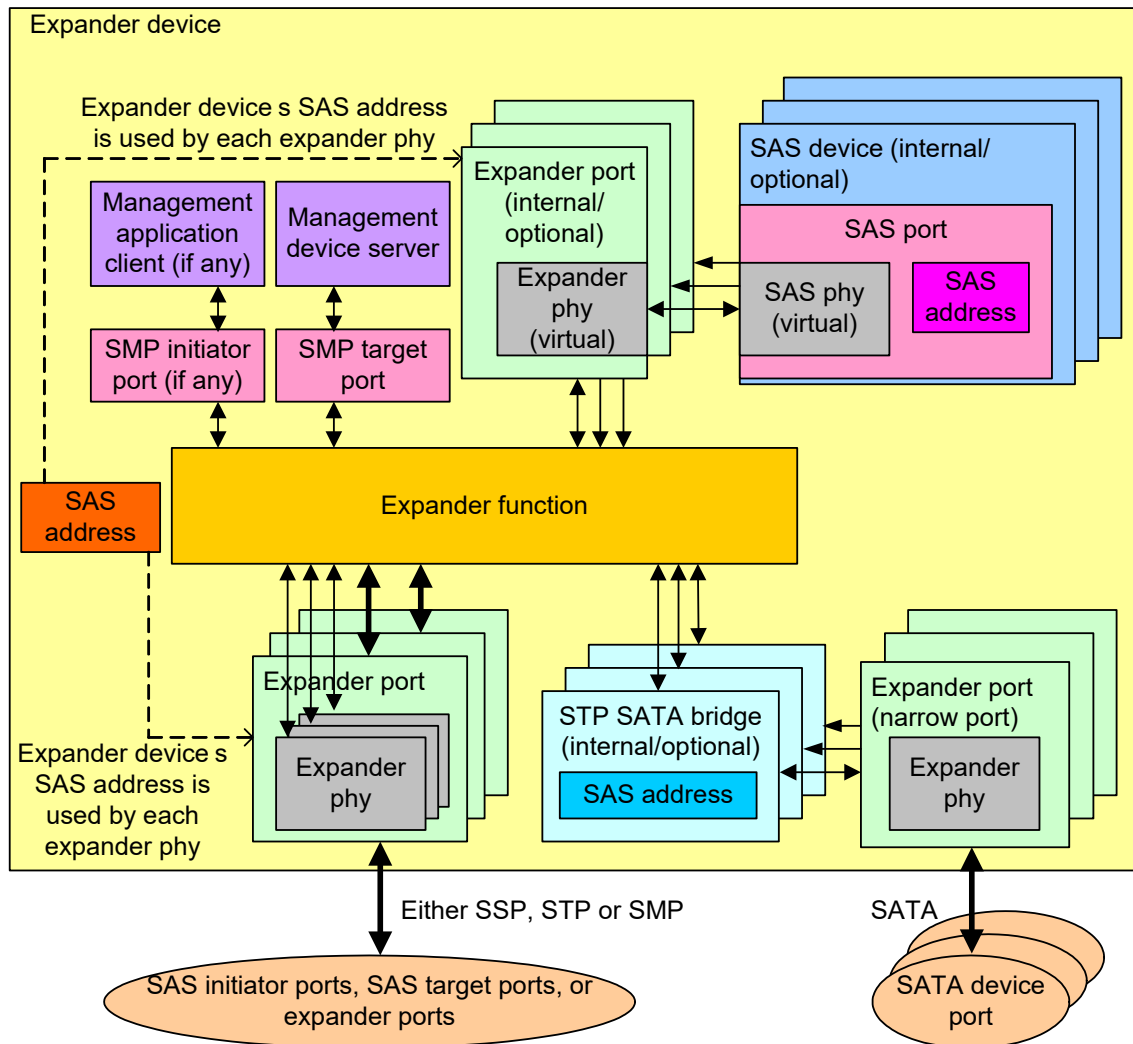 Expander device
Expander device s SAS address
is used by each expander phy
Management
application
client (if any)
Management
device server
Expander port
(internal/
optional)
Expander
phy
(virtual)
SAS device (internal/
optional)
SAS port
SAS phy
(virtual)
SAS
address
SMP initiator
port (if any)
SMP target
port
SAS
address
Expander function
Expander port
Expander
phy
Expander device s
SAS address is
used by each
expander phy
STP SATA bridge
(internal/optional)
SAS address
Expander port
(narrow port)
Expander
phy
Either SSP, STP or SMP
SATA
SAS initiator ports, SAS target ports, or
expander ports
SATA device
port